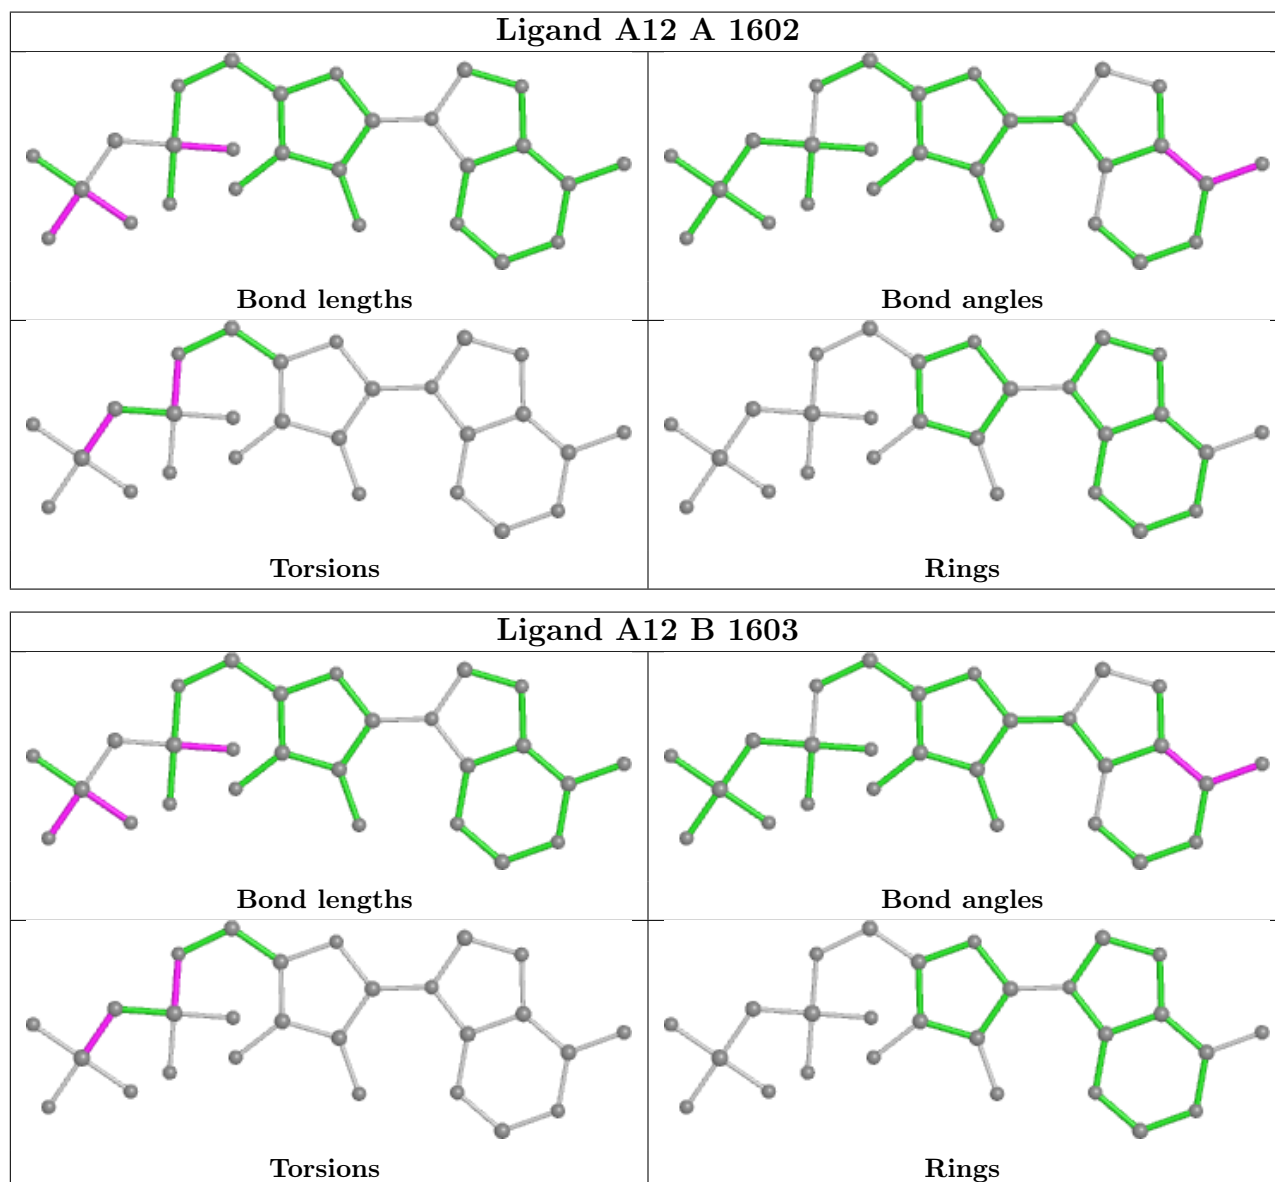 Ligand A12 A 1602
Bond lengths
Bond angles
Torsions
Rings
Ligand A12 B 1603
Bond lengths
Bond angles
Torsions
Rings